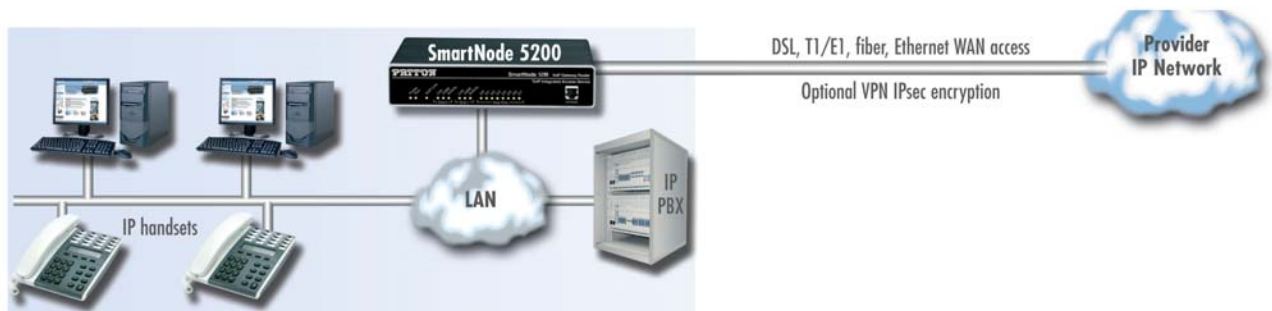 SmartNode 5200
PATTON
DSL, T1/E1, fiber, Ethernet WAN access
Optional VPN IPsec encryption
Provider
IP Network
LAN
IP
PBX
IP handsets